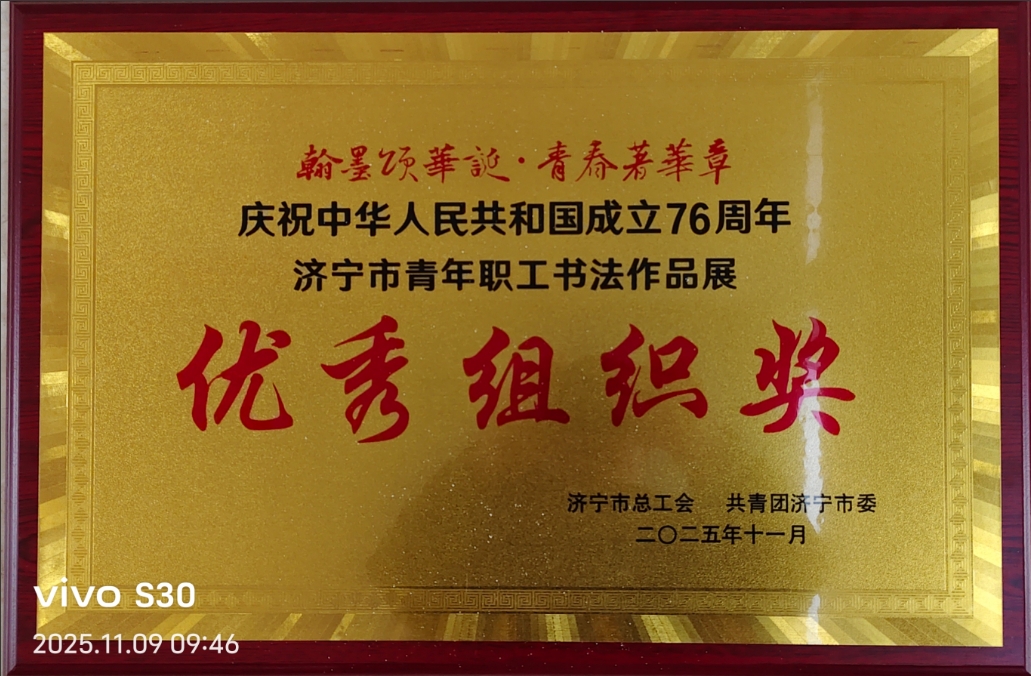 翰墨颂華誕·青春著華章
庆祝中华人民共和国成立76周年
济宁市青年职工书法作品展
优秀组织奖
济宁市总工会 共青团济宁市委
二〇二五年十一月
vivo S30
2025.11.09 09:46